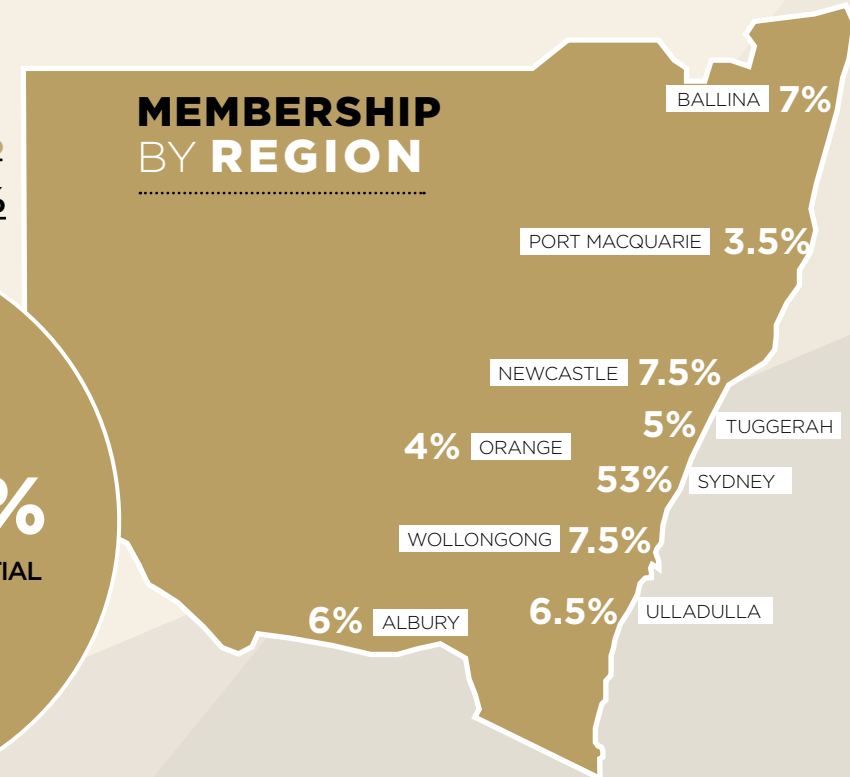 MEMBERSHIP
BY REGION
BALLINA 7%
PORT MACQUARIE 3.5%
NEWCASTLE 7.5%
5% TUGGERAH
4% ORANGE
53% SYDNEY
%
WOLLONGONG 7.5%
TIAL
6% ALBURY
6.5% ULLADULLA